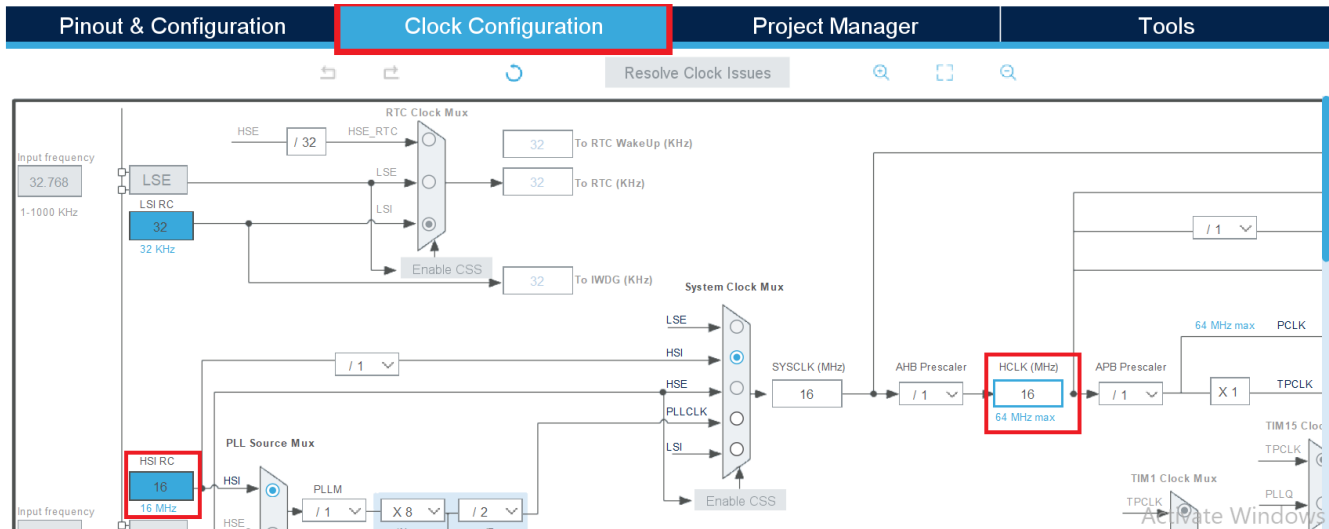 Pinout & Configuration
Clock Configuration
Project Manager
Tools
Resolve Clock Issues
RTC Clock Mux
HSE
/ 32
HSE_RTC
32
To RTC WakeUp (KHz)
Input frequency
32.768
1-1000 KHz
LSE
LSE
32
To RTC (KHz)
LSI RC
32
32 KHz
LSI
/ 1
Enable CSS
32
To IWDG (KHz)
System Clock Mux
LSE
64 MHz max
PCLK
HSI
/ 1
SYSCLK (MHz)
AHB Prescaler
HCLK (MHz)
APB Prescaler
HSE
16
/ 1
16
/ 1
X 1
TPCLK
64 MHz max
PLLCLK
TIM15 Cloc
PLL Source Mux
LSI
TPCLK
HSI RC
16
16 MHz
HSI
PLLM
TIM1 Clock Mux
/ 1
X 8
/ 2
Enable CSS
TPCLK
PLLQ
Input frequency
HSE
Activate Windows